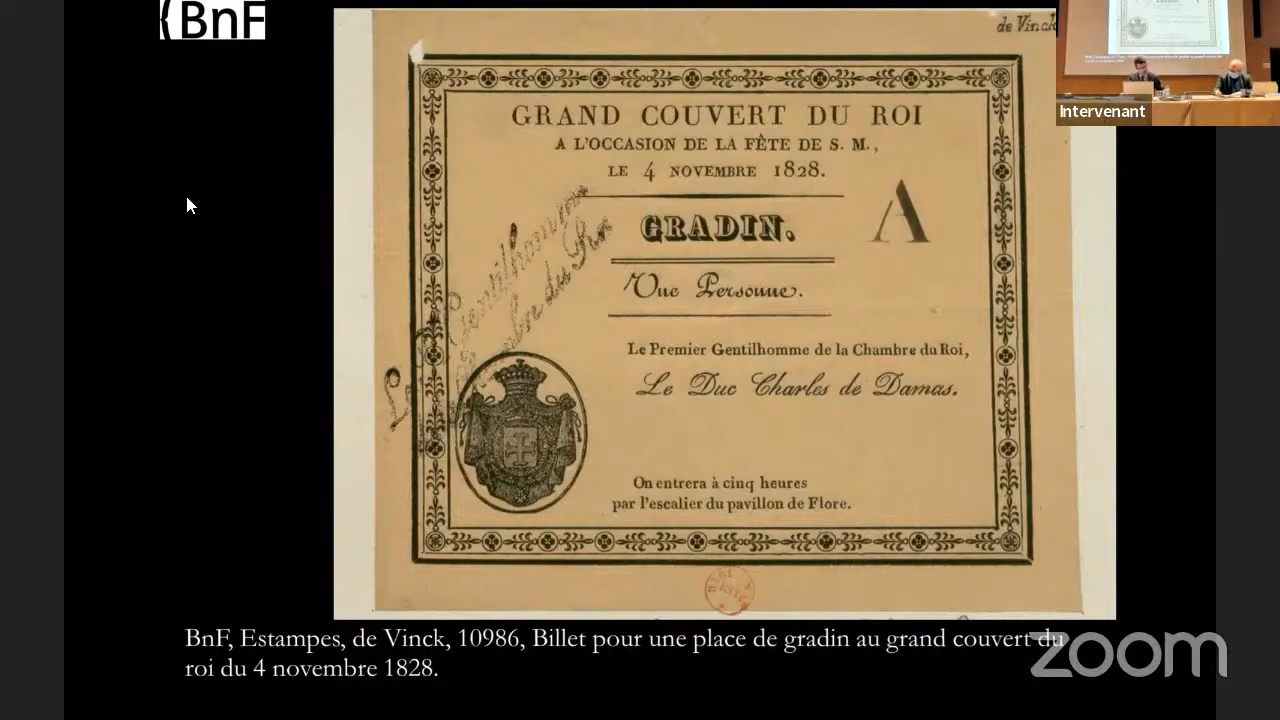 (BnF
de Vinck
GRAND COUVERT DU ROI
A L'OCCASION DE LA FÊTE DE S. M.,
LE 4 NOVEMBRE 1828.
GRADIN.
A
Une Personne.
Gentilhomme
du Roi
Le Premier Gentilhomme de la Chambre du Roi,
Le Duc Charles de Damas.
On entrera à cinq heures
par l'escalier du pavillon de Flore.
Intervenant
BnF, Estampes, de Vinck, 10986, Billet pour une place de gradin au grand couvert du
roi du 4 novembre 1828.
zoom